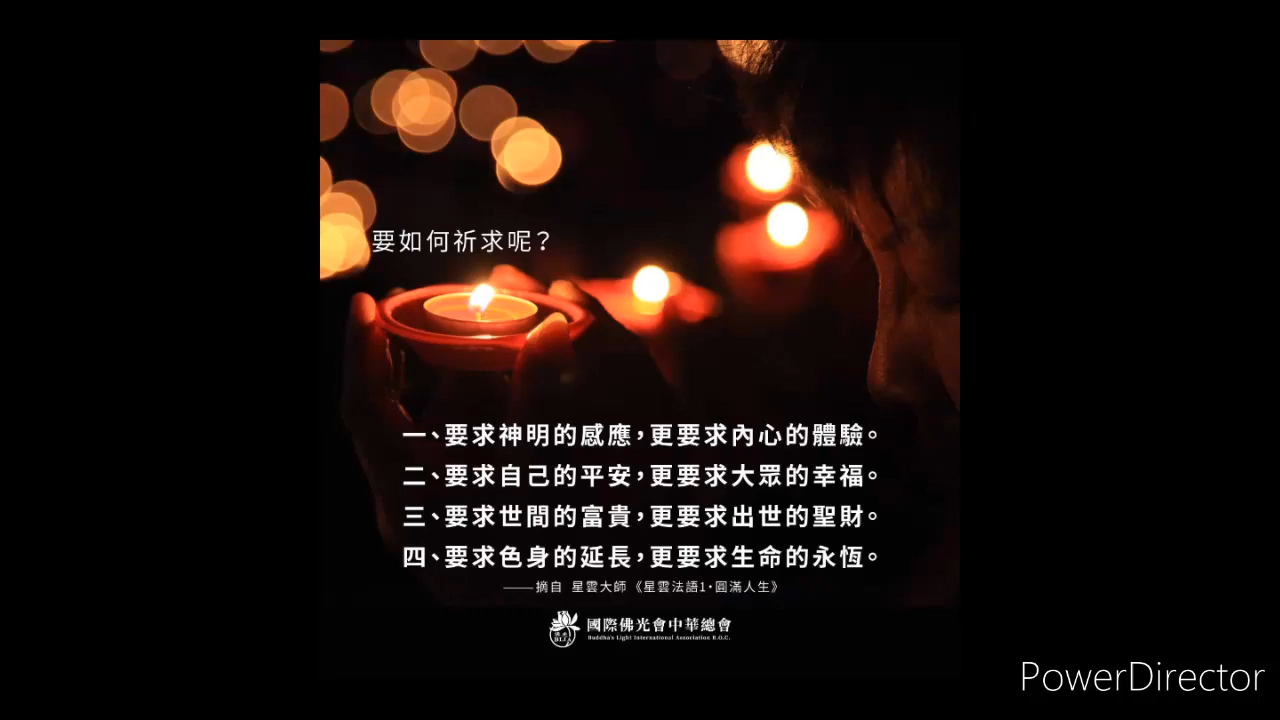 要如何祈求呢？
一、要求神明的感應，更要求內心的體驗。
二、要求自己的平安，更要求大眾的幸福。
三、要求世間的富貴，更要求出世的聖財。
四、要求色身的延長，更要求生命的永恆。
——摘自 星雲大師《星雲法語1·圓滿人生》
國際佛光會中華總會
Buddha's Light International Association R.O.C.
BLIA
PowerDirector